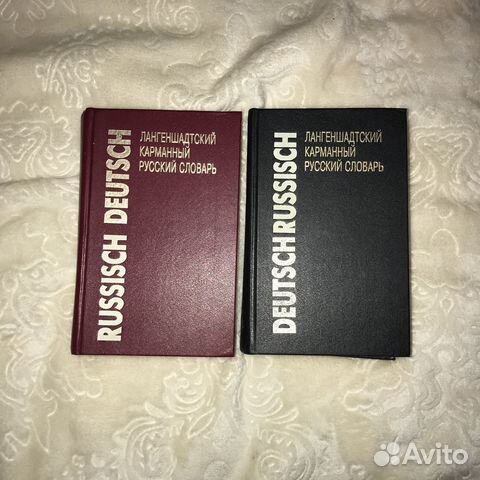 RUSSISCH DEUTSCH
ЛАНГЕНШАДТСКИЙ
КАРМАННЫЙ
РУССКИЙ СЛОВАРЬ
DEUTSCH RUSSISCH
ЛАНГЕНШАДТСКИЙ
КАРМАННЫЙ
РУССКИЙ СЛОВАРЬ
Avito